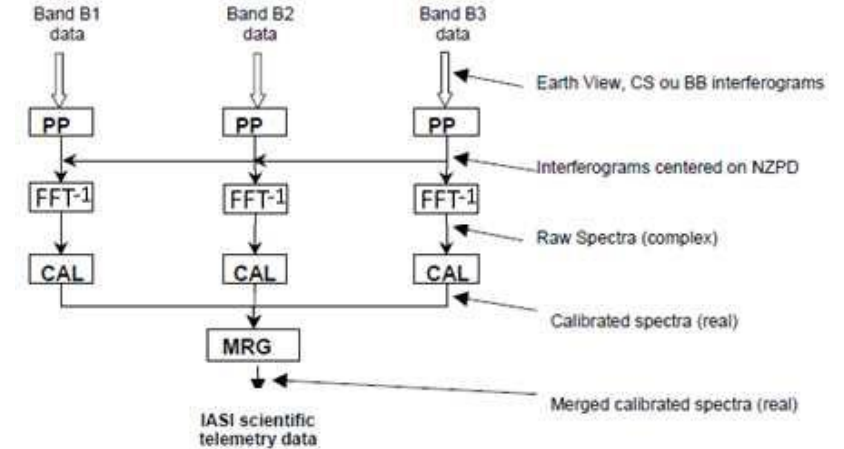 Band B1 data
Band B2 data
Band B3 data
Earth View, CS ou BB interferograms
PP
PP
PP
Interferograms centered on NZPD
FFT-1
FFT-1
FFT-1
Raw Spectra (complex)
CAL
CAL
CAL
Calibrated spectra (real)
MRG
Merged calibrated spectra (real)
IASI scientific
telemetry data